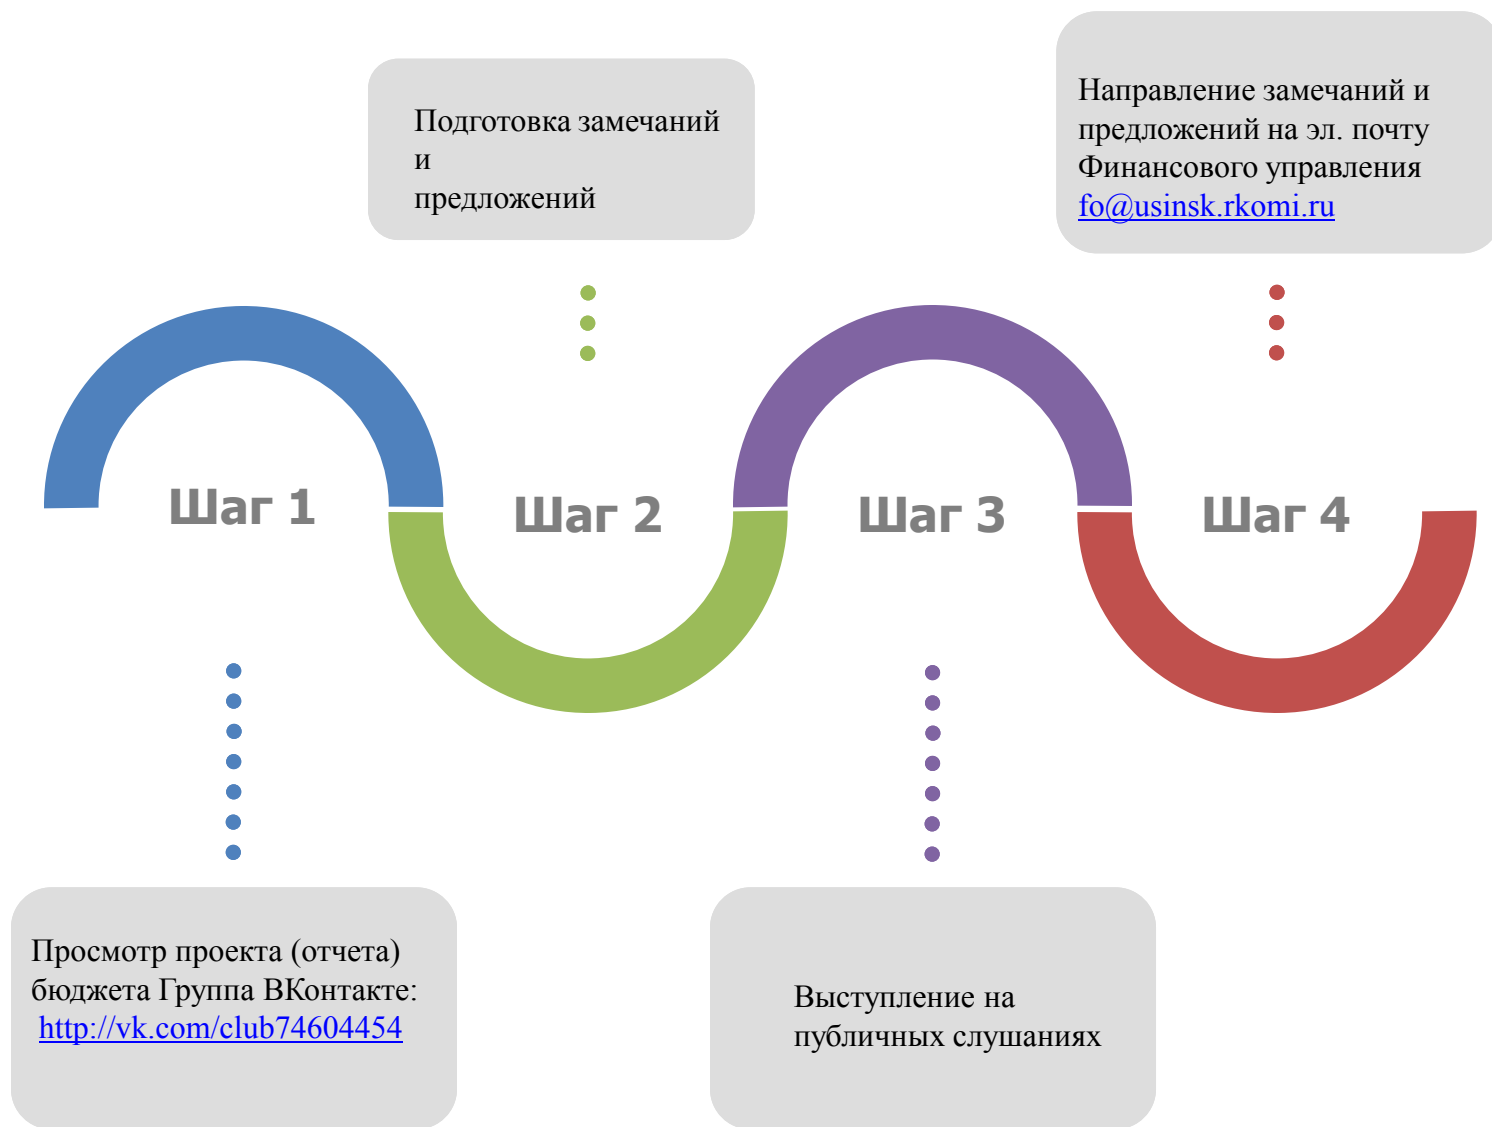 Подготовка замечаний
и
предложений
Направление замечаний и
предложений на эл. почту
Финансового управления
fo@usinsk.rkomi.ru
Шаг 1
Шаг 2
Шаг 3
Шаг 4
Просмотр проекта (отчета)
бюджета Группа ВКонтакте:
http://vk.com/club74604454
Выступление на
публичных слушаниях